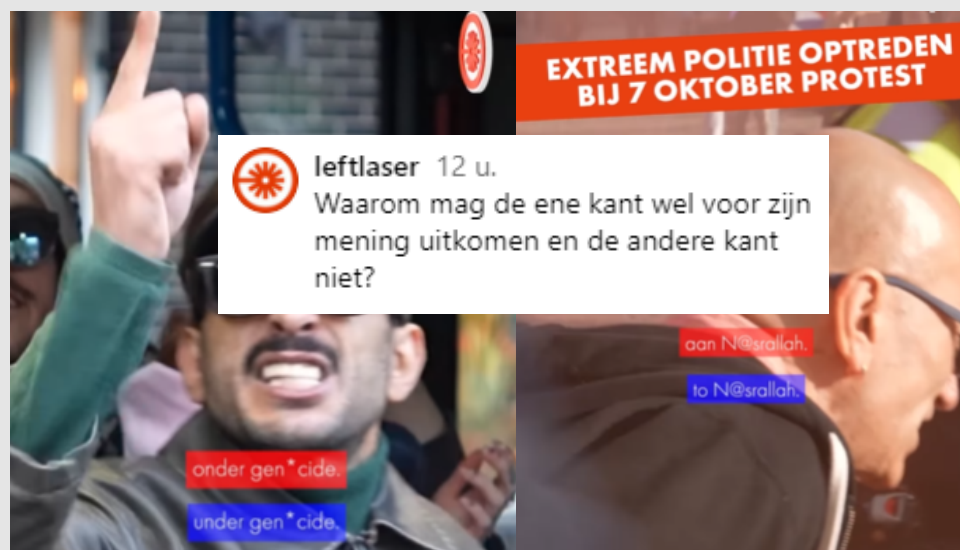 EXTREEM POLITIE OPTREDEN
BIJ 7 OKTOBER PROTEST
leftlaser 12 u.
Waarom mag de ene kant wel voor zijn
mening uitkomen en de andere kant
niet?
aan N@srallah.
to N@srallah.
onder gen*cide.
under gen*cide.